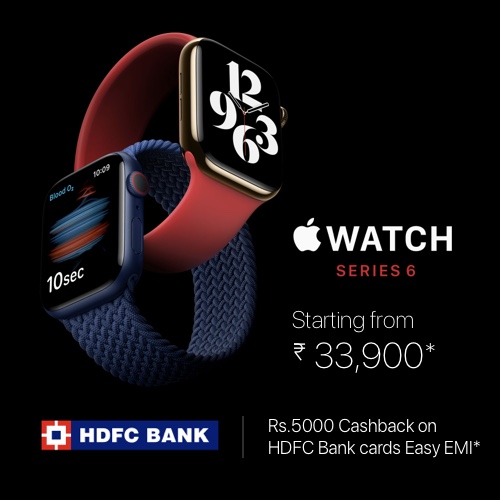 12
9 3
6
10:09
Blood O₂
10sec
WATCH
SERIES 6
Starting from
₹ 33,900*
HDFC BANK
Rs.5000 Cashback on
HDFC Bank cards Easy EMI*